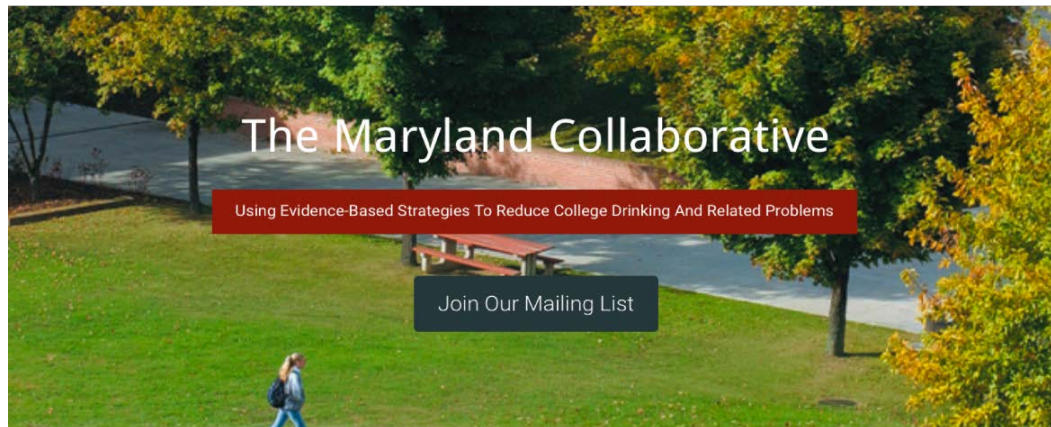 The Maryland Collaborative
Using Evidence-Based Strategies To Reduce College Drinking And Related Problems
Join Our Mailing List